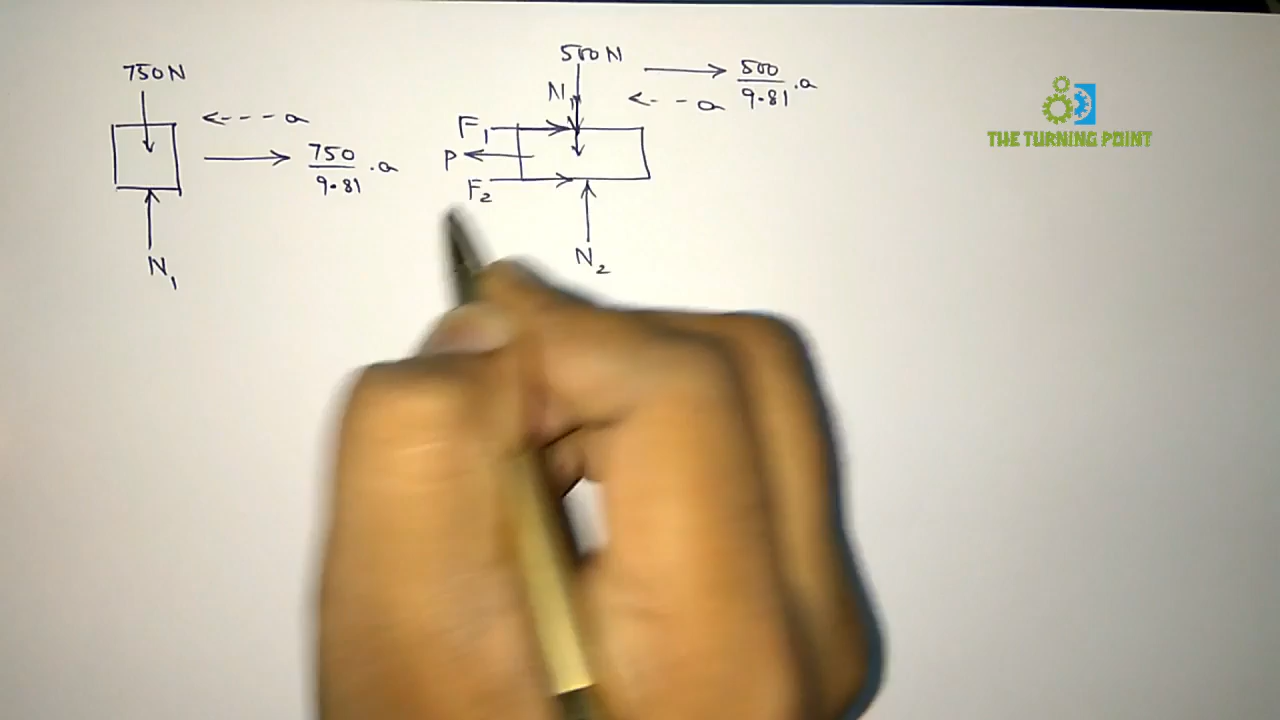 750N
a
750
9.81 .a
N1
500N
500
9.81 .a
N1
a
F1
P
F2
N2
THE TURNING POINT